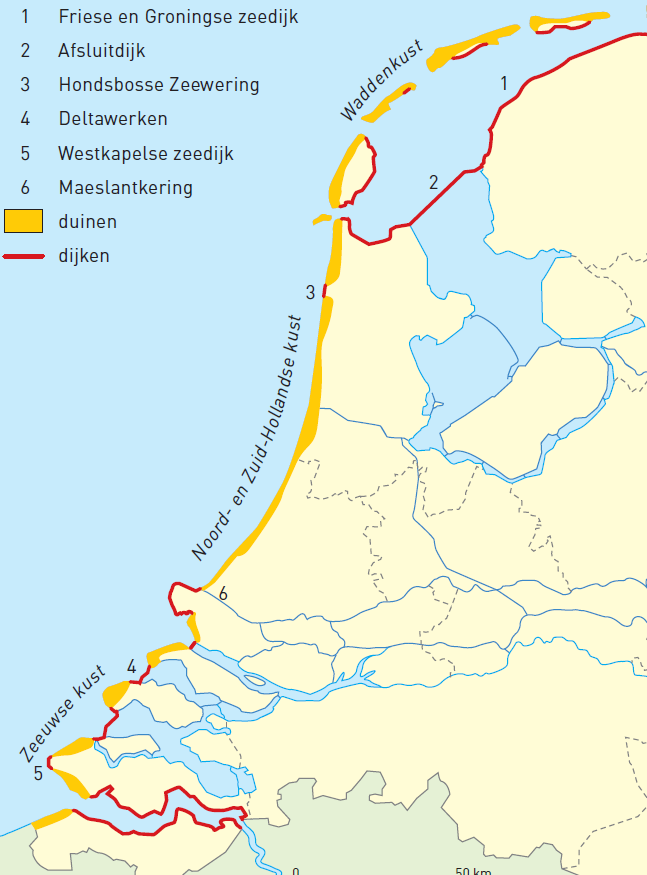 1 Friese en Groningse zeedijk
2 Afsluitdijk
3 Hondsbosse Zeewering
4 Deltawerken
5 Westkapelse zeedijk
6 Maeslantkering
duinen
dijken
Waddenkust
1
2
3
Noord- en Zuid-Hollandse kust
6
4
Zeeuwse kust
5
0 50 km